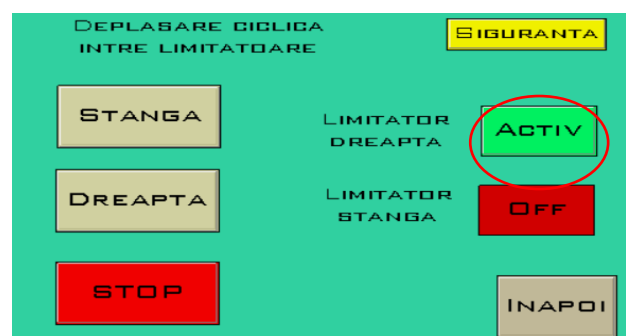 DEPLASARE CICLICA
INTRE LIMITATOARE
SIGURANTA
STANGA
LIMITATOR
DREAPTA
ACTIV
DREAPTA
LIMITATOR
STANGA
OFF
STOP
INAPOI